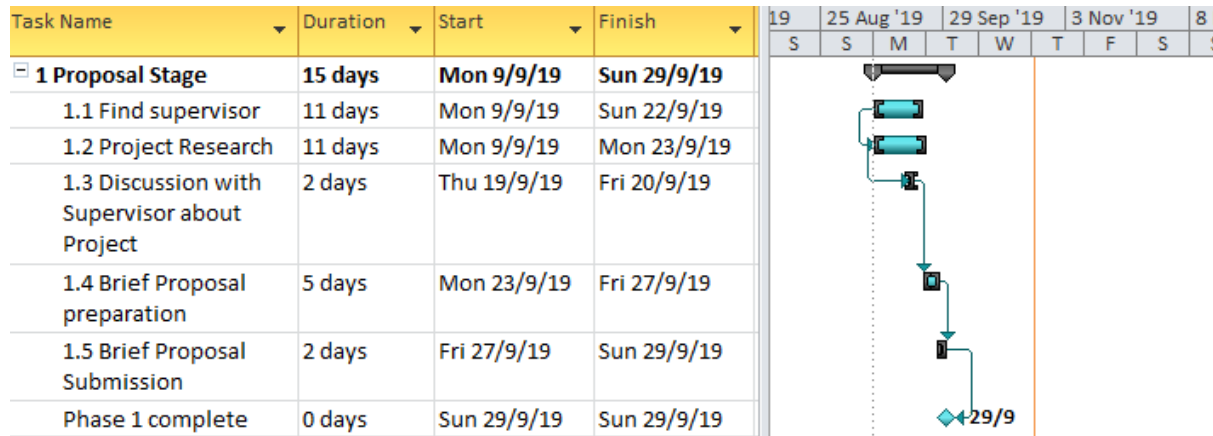 Task Name Duration Start Finish 19 25 Aug '19 29 Sep '19 3 Nov '19 8
S S M T W T F S
1 Proposal Stage 15 days Mon 9/9/19 Sun 29/9/19
1.1 Find supervisor 11 days Mon 9/9/19 Sun 22/9/19
1.2 Project Research 11 days Mon 9/9/19 Mon 23/9/19
1.3 Discussion with 2 days Thu 19/9/19 Fri 20/9/19
Supervisor about
Project
1.4 Brief Proposal 5 days Mon 23/9/19 Fri 27/9/19
preparation
1.5 Brief Proposal 2 days Fri 27/9/19 Sun 29/9/19
Submission
Phase 1 complete 0 days Sun 29/9/19 Sun 29/9/19 29/9